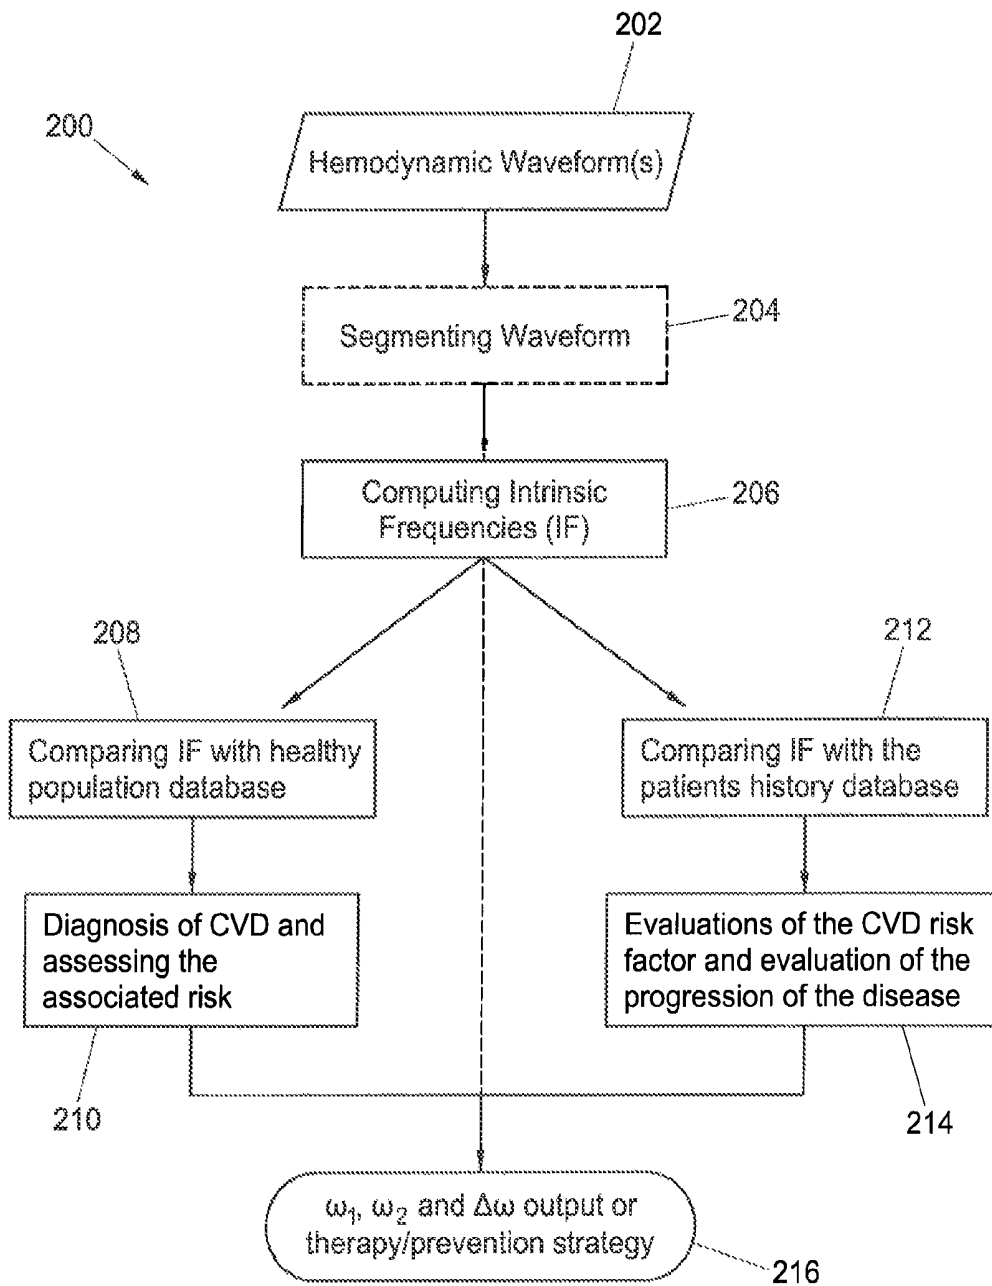 202
200
Hemodynamic Waveform(s)
Segmenting Waveform
204
Computing Intrinsic
Frequencies (IF)
206
208
212
Comparing IF with healthy
population database
Comparing IF with the
patients history database
Diagnosis of CVD and
assessing the
associated risk
Evaluations of the CVD risk
factor and evaluation of the
progression of the disease
210
214
ω₁, ω₂ and Δω output or
therapy/prevention strategy
216